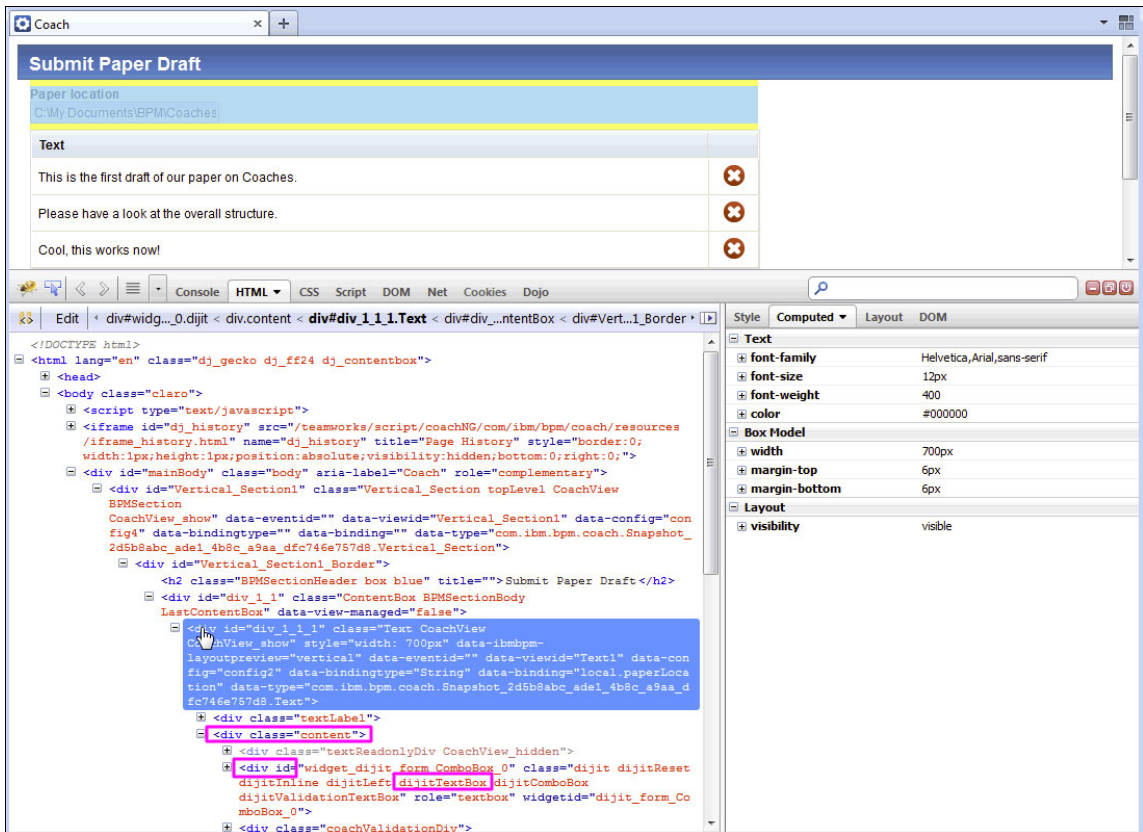 Coach × +
Submit Paper Draft
Paper location
C:\My Documents\BPM\Coaches
Text
This is the first draft of our paper on Coaches.
Please have a look at the overall structure.
Cool, this works now!
Console HTML CSS Script DOM Net Cookies Dojo
Edit div#widg..._0.dijit < div.content < div#div_1_1_1.Text < div#div_...ntentBox < div#Vert...1_Border
<!DOCTYPE html>
<html lang="en" class="dj_gecko dj_ff24 dj_contentbox">
<head>
<body class="claro">
<script type="text/javascript">
<iframe id="dj_history" src="/teamworks/script/coachNG/com/ibm/bpm/coach/resources
/iframe_history.html" name="dj_history" title="Page History" style="border:0;
width:1px;height:1px;position:absolute;visibility:hidden;bottom:0;right:0;">
<div id="mainBody" class="body" aria-label="Coach" role="complementary">
<div id="Vertical_Section1" class="Vertical_Section topLevel CoachView
BPMSection
CoachView_show" data-eventid="" data-viewid="Vertical_Section1" data-config="con
fig4" data-bindingtype="" data-binding="" data-type="com.ibm.bpm.coach.Snapshot_
2d5b8abc_ade1_4b8c_a9aa_dfc746e757d8.Vertical_Section">
<div id="Vertical_Section1_Border">
<h2 class="BPMSectionHeader box blue" title="">Submit Paper Draft</h2>
<div id="div_1_1" class="ContentBox BPMSectionBody
LastContentBox" data-view-managed="false">
<div id="div_1_1_1" class="Text CoachView
CoachView_show" style="width: 700px" data-ibmbpm-
layoutpreview="vertical" data-eventid="" data-viewid="Text1" data-con
fig="config2" data-bindingtype="String" data-binding="local.paperLoca
tion" data-type="com.ibm.bpm.coach.Snapshot_2d5b8abc_ade1_4b8c_a9aa_d
fc746e757d8.Text">
<div class="textLabel">
<div class="content">
<div class="textReadonlyDiv CoachView_hidden">
<div id="widget_dijit_form_ComboBox_0" class="dijit dijitReset
dijitInline dijitLeft dijitTextBox dijitComboBox
dijitValidationTextBox" role="textbox" widgetid="dijit_form_Co
mboBox_0">
<div class="coachValidationDiv">
Style Computed Layout DOM
Text
font-family Helvetica,Arial,sans-serif
font-size 12px
font-weight 400
color #000000
Box Model
width 700px
margin-top 6px
margin-bottom 6px
Layout
visibility visible